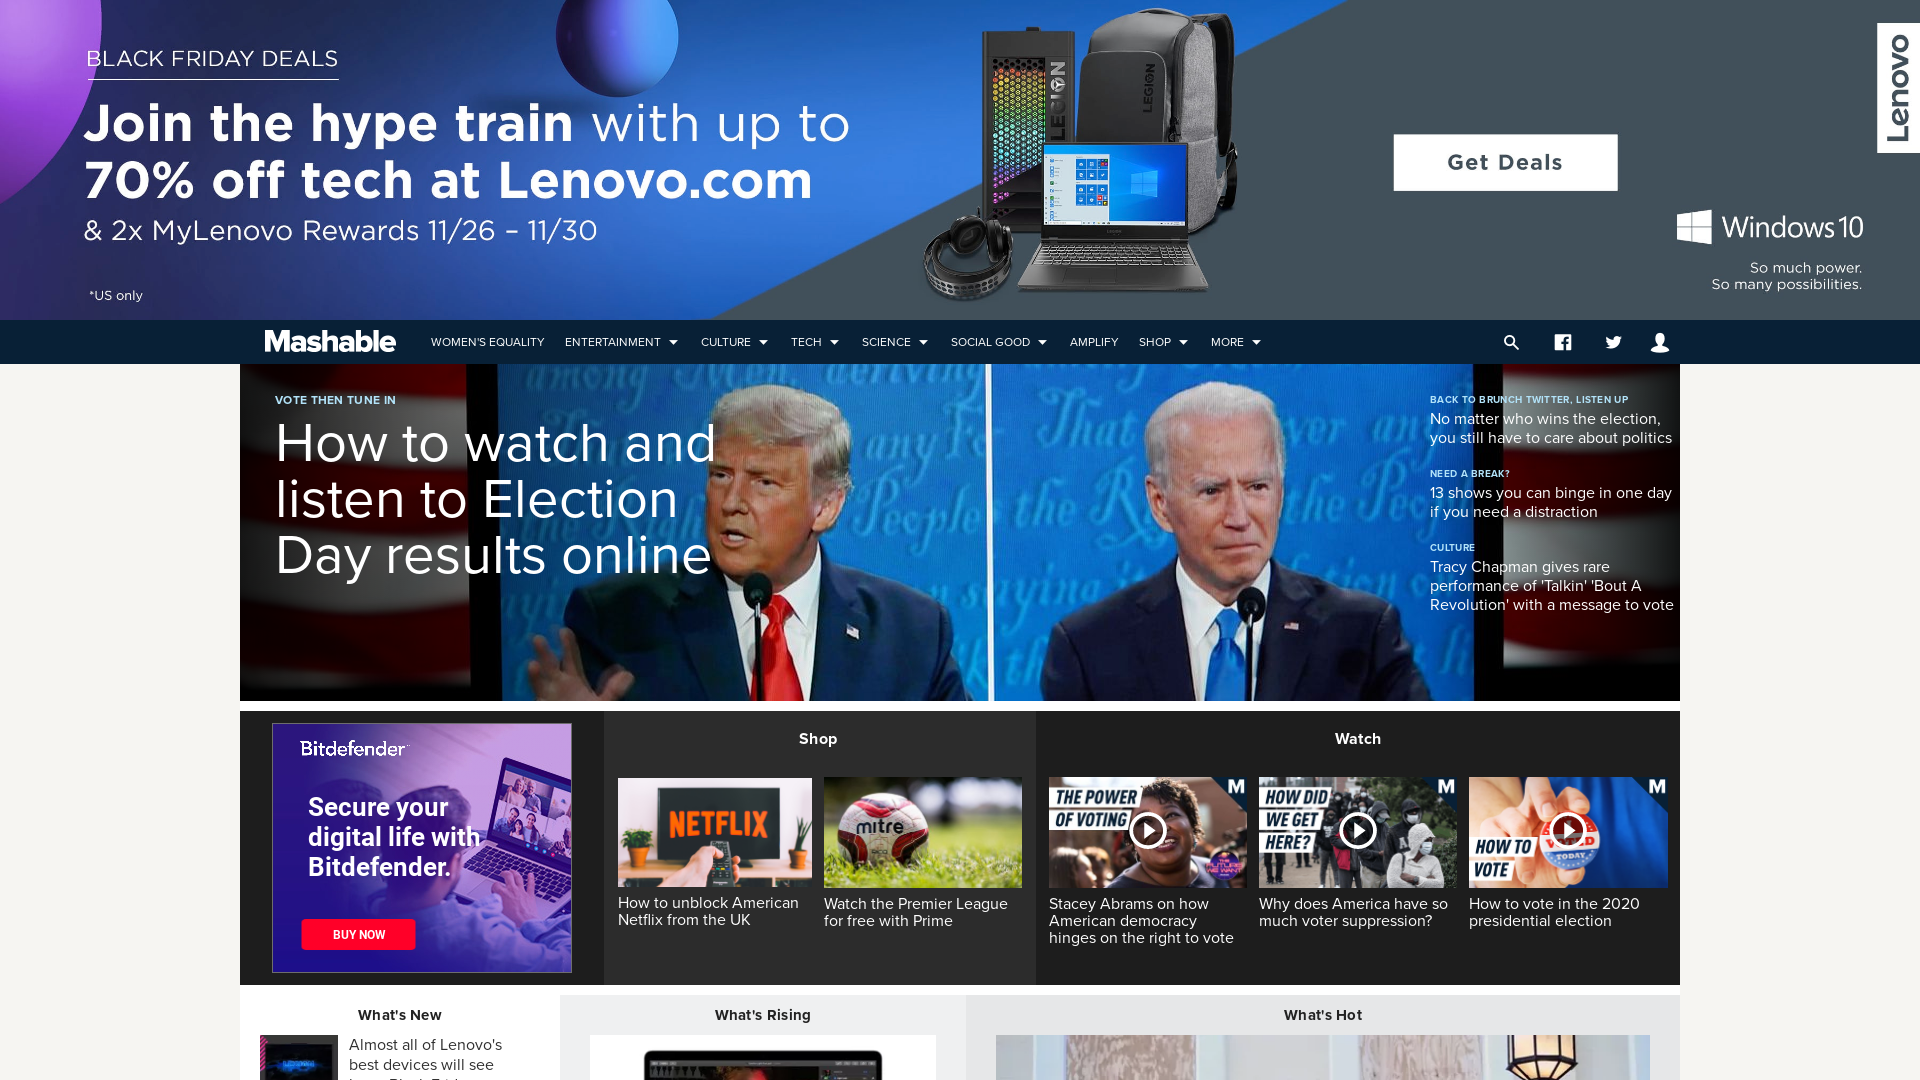 BLACK FRIDAY DEALS
Join the hype train with up to
70% off tech at Lenovo.com
& 2x MyLenovo Rewards 11/26 – 11/30
*US only
LEGION
LEGION
Get Deals
Lenovo
Windows 10
So much power.
So many possibilities.
Mashable
WOMEN'S EQUALITY
ENTERTAINMENT
CULTURE
TECH
SCIENCE
SOCIAL GOOD
AMPLIFY
SHOP
MORE
VOTE THEN TUNE IN
How to watch and
listen to Election
Day results online
BACK TO BRUNCH TWITTER, LISTEN UP
No matter who wins the election,
you still have to care about politics
NEED A BREAK?
13 shows you can binge in one day
if you need a distraction
CULTURE
Tracy Chapman gives rare
performance of 'Talkin' 'Bout A
Revolution' with a message to vote
Bitdefender
Secure your
digital life with
Bitdefender.
BUY NOW
Shop
NETFLIX
How to unblock American
Netflix from the UK
mitre
Watch the Premier League
for free with Prime
Watch
THE POWER
OF VOTING
M
Stacey Abrams on how
American democracy
hinges on the right to vote
HOW DID
WE GET
HERE?
M
Why does America have so
much voter suppression?
HOW TO
VOTE
M
TODAY
How to vote in the 2020
presidential election
What's New
Almost all of Lenovo's
best devices will see
What's Rising
What's Hot